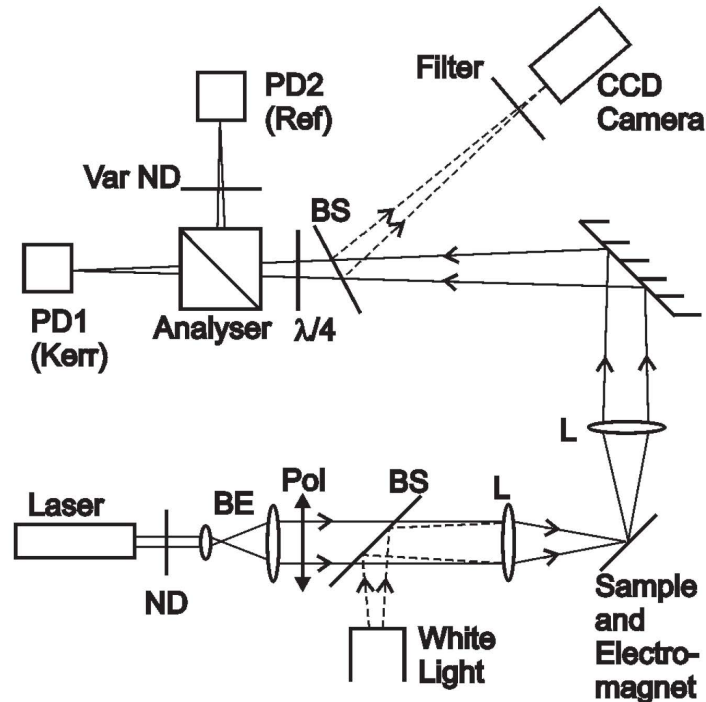 PD2
(Ref)
Filter
CCD
Camera
Var ND
BS
PD1
(Kerr)
Analyser
λ/4
L
Laser
BE
Pol
BS
L
ND
White
Light
Sample
and
Electro-
magnet